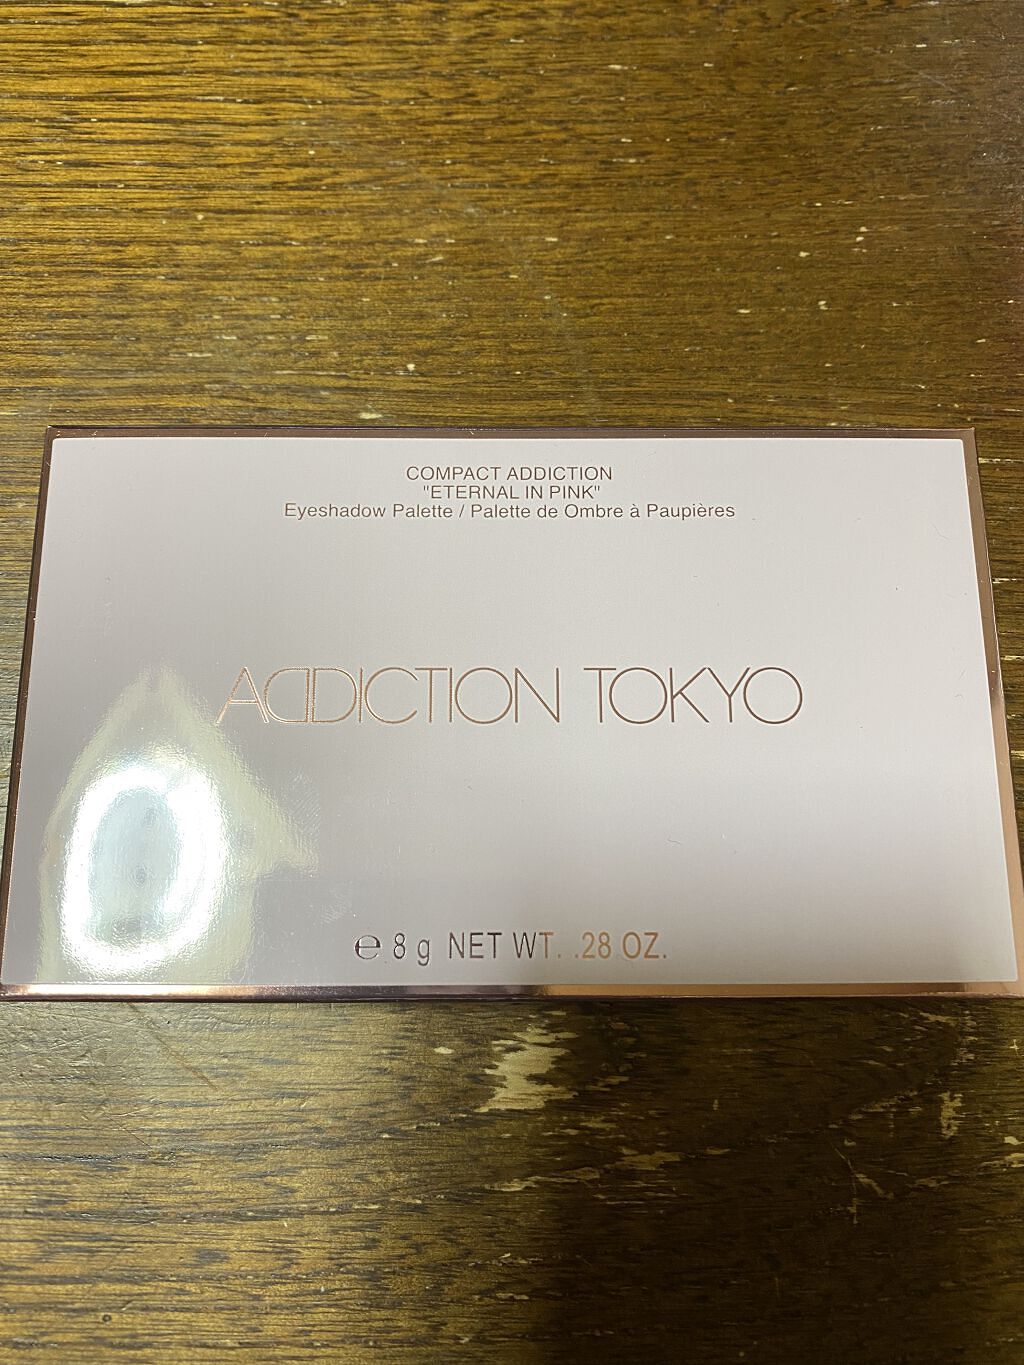 COMPACT ADDICTION
"ETERNAL IN PINK"
Eyeshadow Palette / Palette de Ombre à Paupières
ADDICTION TOKYO
℮ 8 g NET WT. .28 OZ.